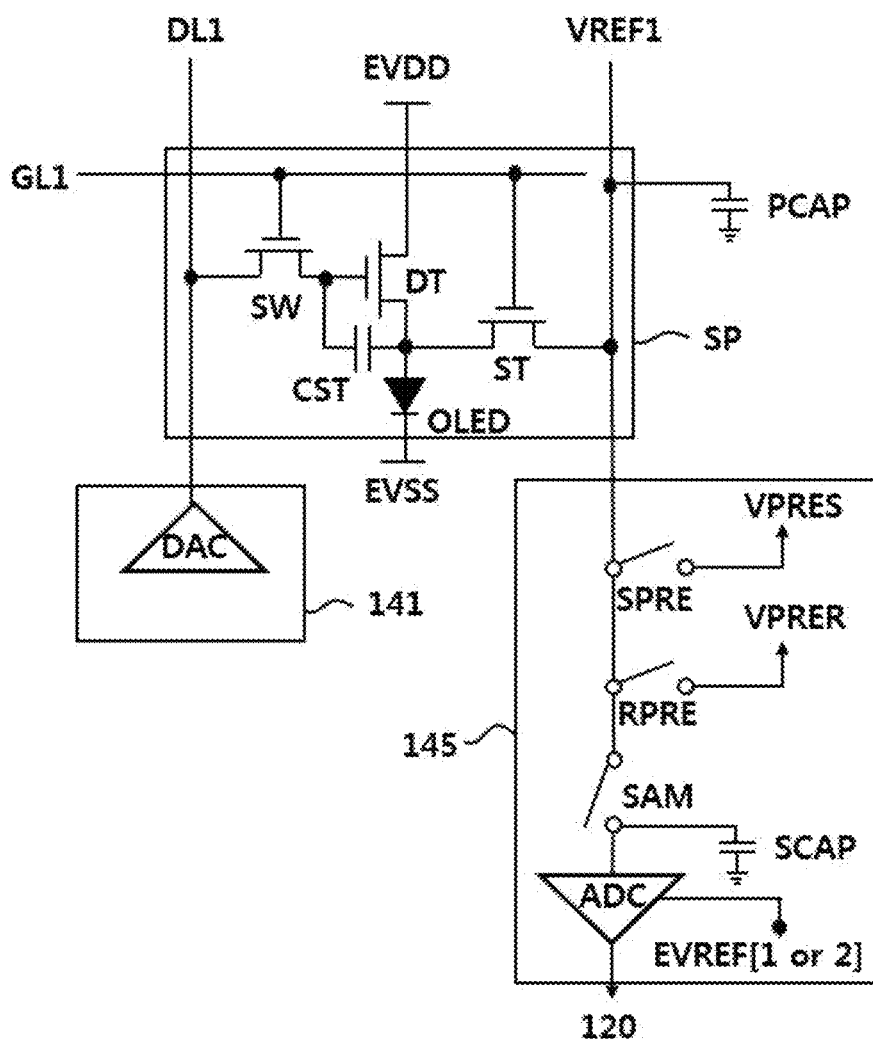 DL1
VREF1
EVDD
GL1
PCAP
DT
SW
SP
ST
CST
OLED
EVSS
VPRES
DAC
141
SPRE
VPRER
RPRE
145
SAM
SCAP
ADC
EVREF[1 or 2]
120